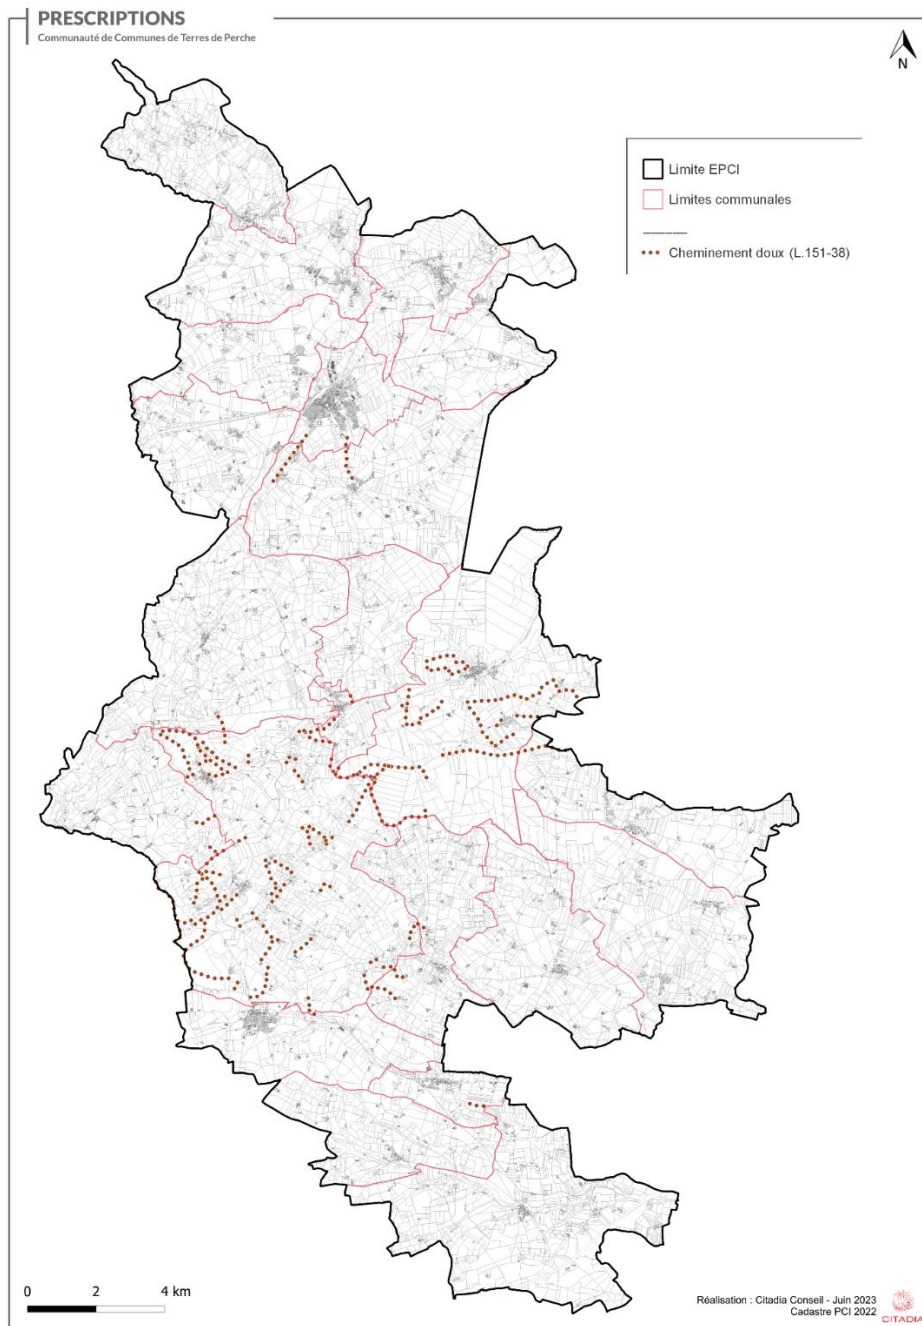 PRESCRIPTIONS
Communauté de Communes de Terres de Perche
N
Limite EPCI
Limites communales
Cheminement doux (L.151-38)
0 2 4 km
Réalisation : Citadia Conseil - Juin 2023
Cadastre PCI 2022
CITADIA